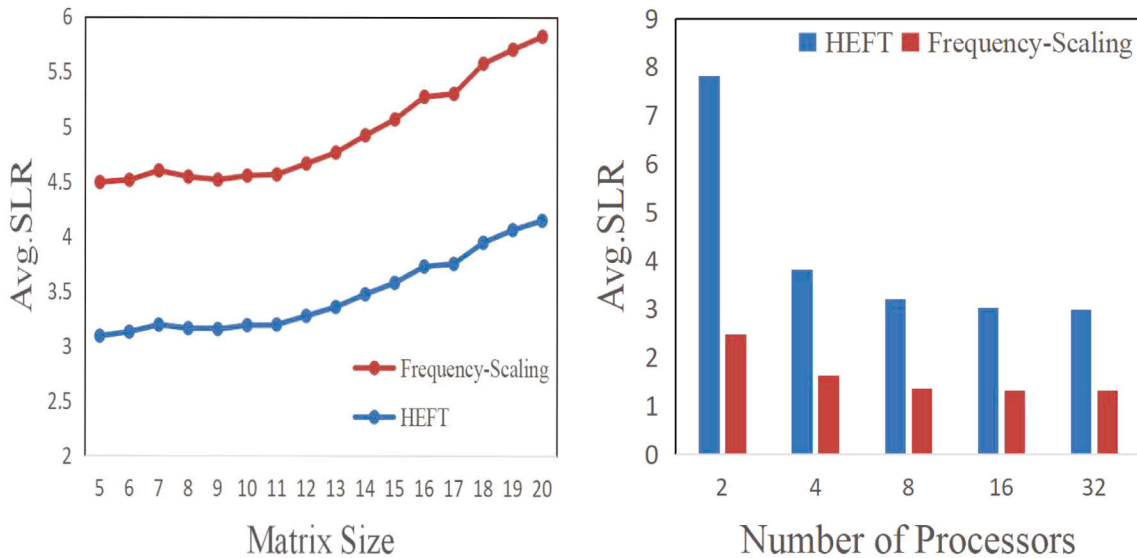 6
5.5
5
4.5
4
3.5
3
2.5
2
Avg.SLR
Frequency-Scaling
HEFT
5 6 7 8 9 10 11 12 13 14 15 16 17 18 19 20
Matrix Size
9
8
7
6
5
4
3
2
1
0
Avg.SLR
HEFT Frequency-Scaling
2 4 8 16 32
Number of Processors